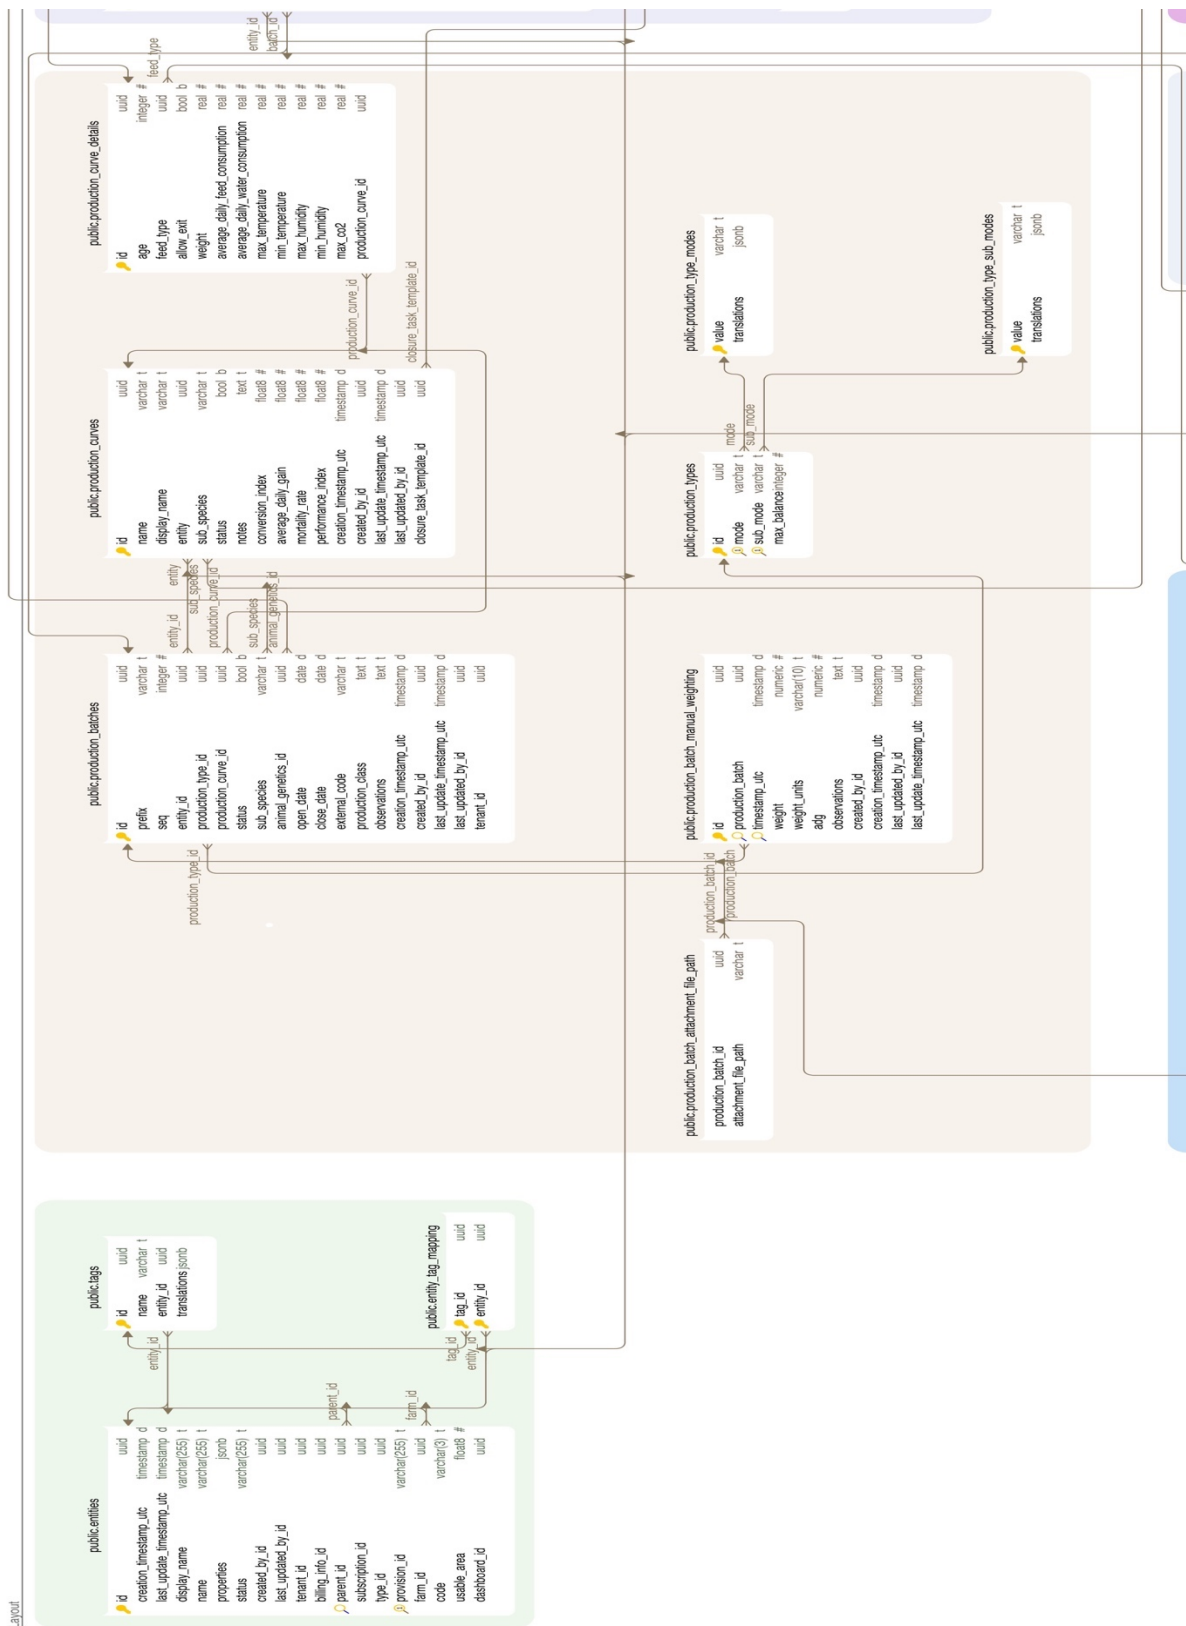 Layout
public.entities
id uuid
creation_timestamp_utc timestamp d
last_update_timestamp_utc timestamp d
display_name varchar(255) t
name varchar(255) t
properties jsonb
status varchar(255) t
created_by_id uuid
last_updated_by_id uuid
tenant_id uuid
billing_info_id uuid
parent_id uuid
subscription_id uuid
type_id uuid
provision_id varchar(255) t
farm_id uuid
code varchar(3) t
usable_area float8 #
dashboard_id uuid
entity_id
parent_id
farm_id
public.tags
id uuid
name varchar t
entity_id uuid
translations jsonb
tag_id
entity_id
public.entity_tag_mapping
tag_id uuid
entity_id uuid
public.production_batches
id uuid
prefix varchar t
seq integer #
entity_id uuid
production_type_id uuid
production_curve_id uuid
status bool b
sub_species varchar t
animal_genetics_id uuid
open_date date d
close_date date d
external_code varchar t
production_class text t
observations text t
creation_timestamp_utc timestamp d
created_by_id uuid
last_update_timestamp_utc timestamp d
last_updated_by_id uuid
tenant_id uuid
production_type_id
entity_id
production_curve_id
sub_species
animal_genetics_id
entity
sub_species
public.production_curves
id uuid
name varchar t
display_name varchar t
entity uuid
sub_species varchar t
status bool b
notes text t
conversion_index float8 #
average_daily_gain float8 #
mortality_rate float8 #
performance_index float8 #
creation_timestamp_utc timestamp d
created_by_id uuid
last_update_timestamp_utc timestamp d
last_updated_by_id uuid
closure_task_template_id uuid
production_curve_id
closure_task_template_id
public.production_curve_details
id uuid
age integer #
feed_type uuid
allow_exit bool b
weight real #
average_daily_feed_consumption real #
average_daily_water_consumption real #
max_temperature real #
min_temperature real #
max_humidity real #
min_humidity real #
max_co2 real #
production_curve_id uuid
feed_type
entity_id
batch_id
public.production_batch_attachment_file_path
production_batch_id uuid
attachment_file_path varchar t
production_batch_id
production_batch
public.production_batch_manual_weighting
id uuid
production_batch uuid
timestamp_utc timestamp d
weight numeric #
weight_units varchar(10) t
adg numeric #
observations text t
created_by_id uuid
creation_timestamp_utc timestamp d
last_updated_by_id uuid
last_update_timestamp_utc timestamp d
public.production_types
id uuid
mode varchar t
sub_mode varchar t
max_balance integer #
mode
sub_mode
public.production_type_modes
value varchar t
translations jsonb
public.production_type_sub_modes
value varchar t
translations jsonb